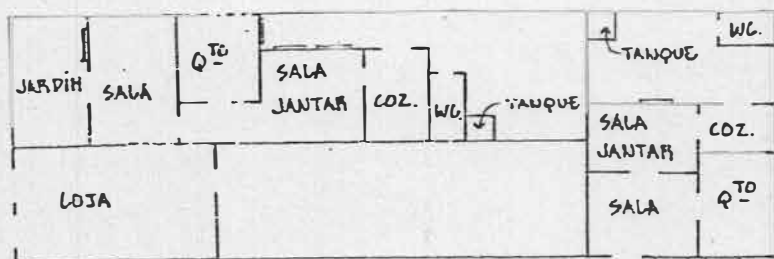 JARDIM
SALA
Qto
SALA
JANTAR
COZ.
WC.
TANQUE
TANQUE
WC.
LOJA
SALA
JANTAR
COZ.
SALA
Qto